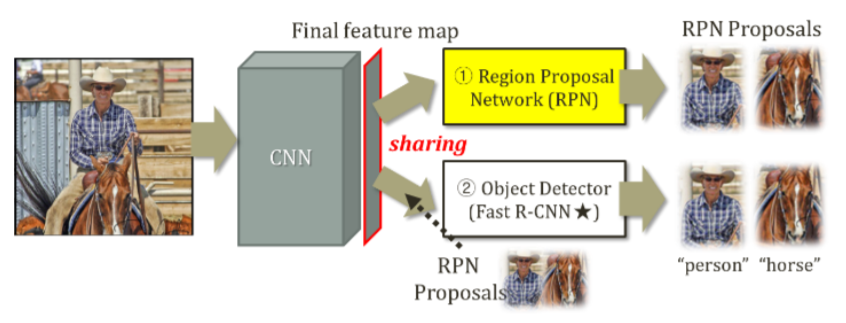 Final feature map
RPN Proposals
① Region Proposal
Network (RPN)
CNN
sharing
② Object Detector
(Fast R-CNN★)
RPN
Proposals
“person” “horse”